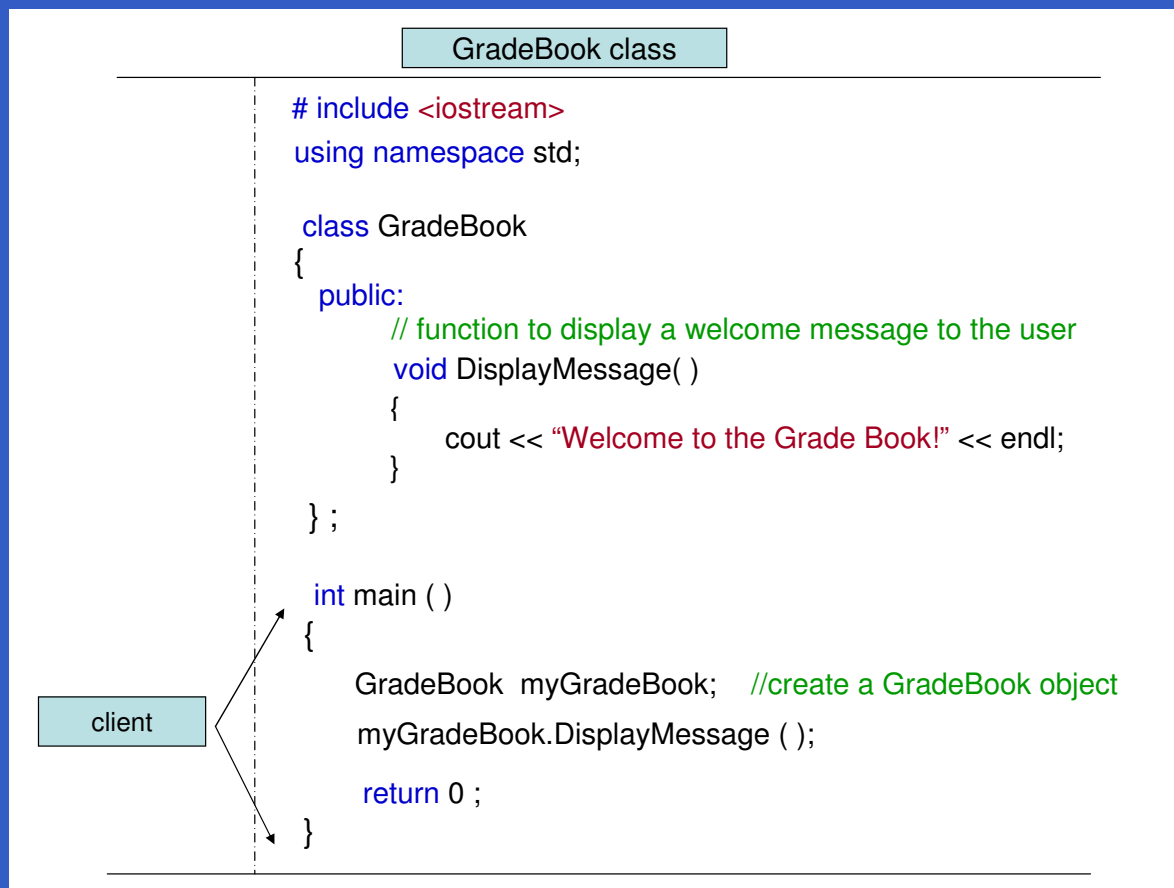 GradeBook class
# include <iostream>
using namespace std;
class GradeBook
{
public:
// function to display a welcome message to the user
void DisplayMessage( )
{
cout << “Welcome to the Grade Book!” << endl;
}
} ;
int main ( )
{
GradeBook myGradeBook; //create a GradeBook object
client
myGradeBook.DisplayMessage ( );
return 0 ;
}